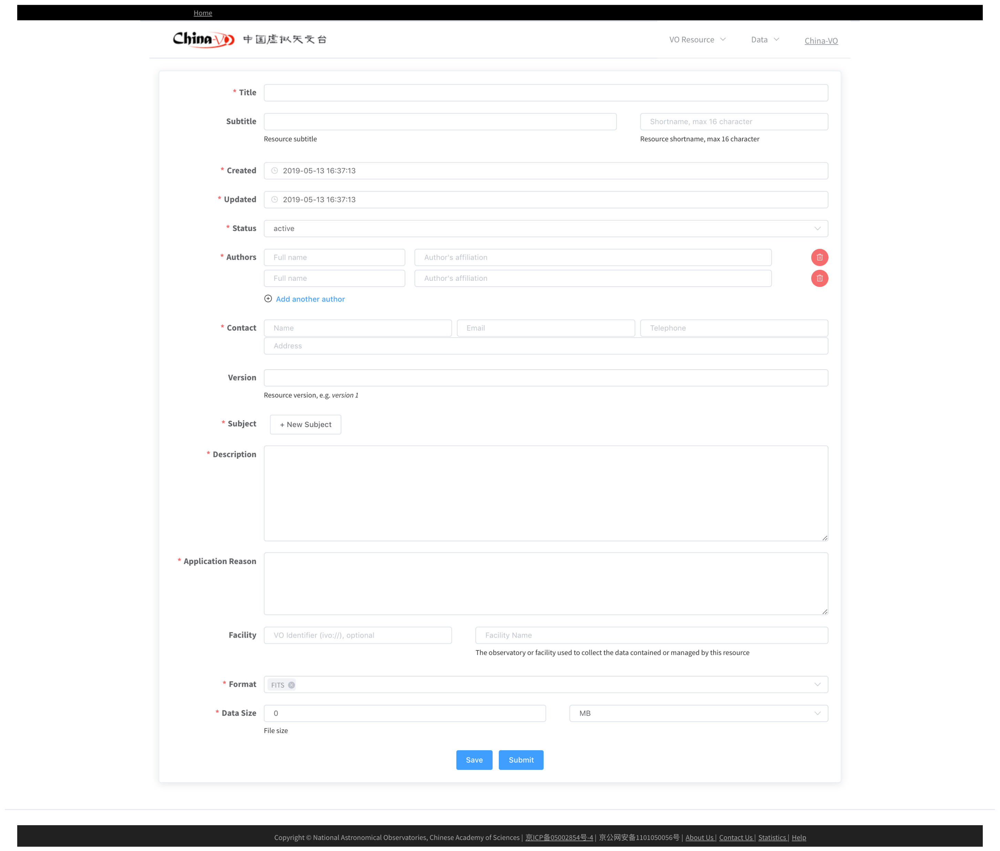 Home
China-VO 中国虚拟天文台
VO Resource Data China-VO
* Title
Subtitle Shortname, max 16 character
Resource subtitle Resource shortname, max 16 character
* Created 2019-05-13 16:37:13
* Updated 2019-05-13 16:37:13
* Status active
* Authors Full name Author's affiliation
Full name Author's affiliation
Add another author
* Contact Name Email Telephone
Address
Version
Resource version, e.g. version 1
* Subject + New Subject
* Description
* Application Reason
Facility VO Identifier (ivo://), optional Facility Name
The observatory or facility used to collect the data contained or managed by this resource
* Format FITS
* Data Size 0 MB
File size
Save Submit
Copyright © National Astronomical Observatories, Chinese Academy of Sciences | 京ICP备05002854号-4 | 京公网安备1101050056号 | About Us | Contact Us | Statistics | Help